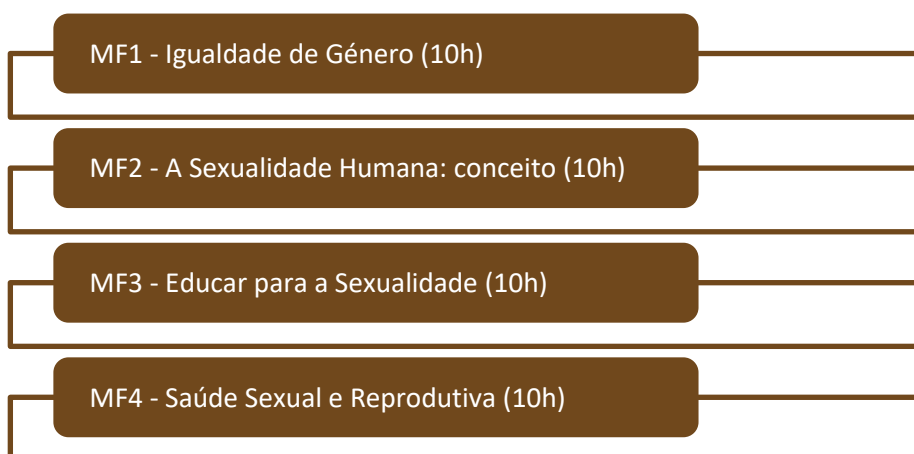 MF1 - Igualdade de Género (10h)
MF2 - A Sexualidade Humana: conceito (10h)
MF3 - Educar para a Sexualidade (10h)
MF4 - Saúde Sexual e Reprodutiva (10h)